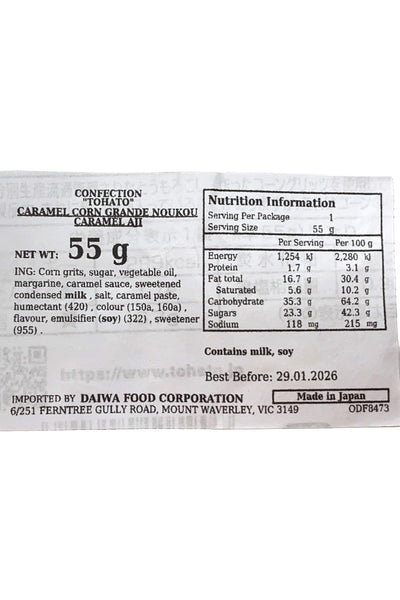 CONFECTION
"TOHATO"
CARAMEL CORN GRANDE NOUKOU
CARAMEL AJI
NET WT: 55 g
ING: Corn grits, sugar, vegetable oil,
margarine, caramel sauce, sweetened
condensed milk , salt, caramel paste,
humectant (420) , colour (150a, 160a) ,
flavour, emulsifier (soy) (322) , sweetener
(955) .
Nutrition Information
Serving Per Package 1
Serving Size 55 g
Per Serving Per 100 g
Energy 1,254 kJ 2,280 kJ
Protein 1.7 g 3.1 g
Fat total 16.7 g 30.4 g
Saturated 5.6 g 10.2 g
Carbohydrate 35.3 g 64.2 g
Sugars 23.3 g 42.3 g
Sodium 118 mg 215 mg
Contains milk, soy
https://www.tohato.jp
Best Before: 29.01.2026
IMPORTED BY DAIWA FOOD CORPORATION Made in Japan
6/251 FERNTREE GULLY ROAD, MOUNT WAVERLEY, VIC 3149 ODF8473